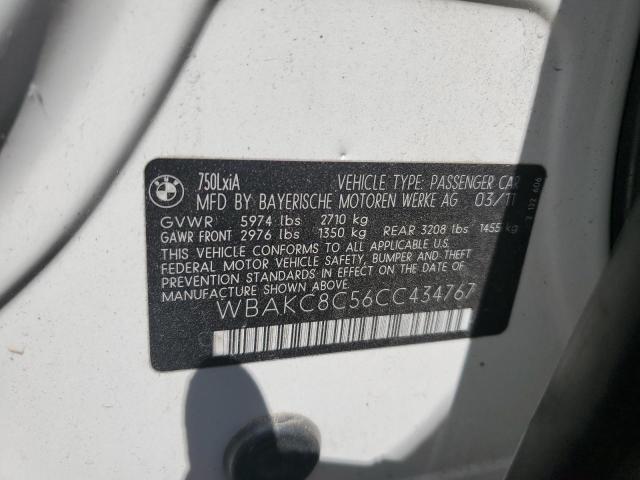 BMW
750LxiA VEHICLE TYPE: PASSENGER CAR
MFD BY BAYERISCHE MOTOREN WERKE AG 03/11
GVWR 5974 lbs 2710 kg
GAWR FRONT 2976 lbs 1350 kg REAR 3208 lbs 1455 kg
THIS VEHICLE CONFORMS TO ALL APPLICABLE U.S.
FEDERAL MOTOR VEHICLE SAFETY, BUMPER AND THEFT
PREVENTION STANDARDS IN EFFECT ON THE DATE OF
MANUFACTURE SHOWN ABOVE.
WBAKC8C56CC434767